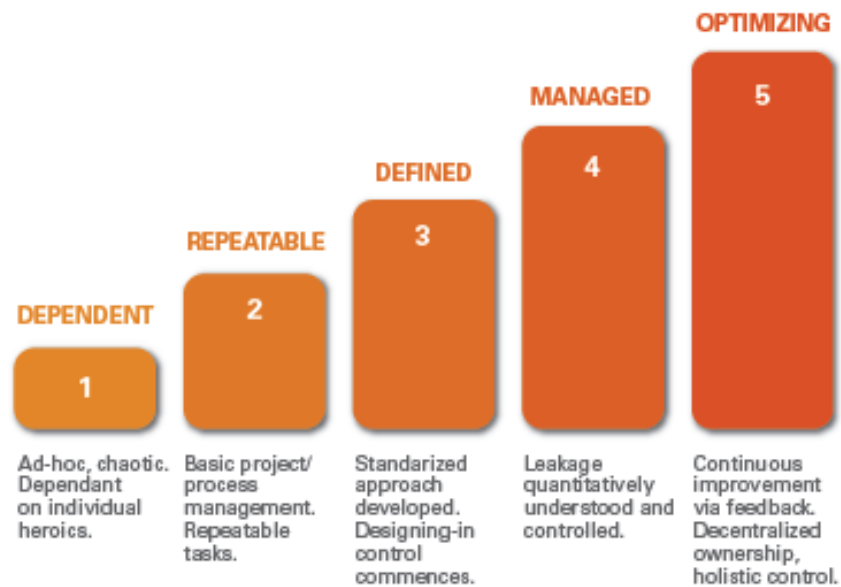 OPTIMIZING
5
MANAGED
4
DEFINED
3
REPEATABLE
2
DEPENDENT
1
Ad-hoc, chaotic.
Dependant
on individual
heroics.
Basic project/
process
management.
Repeatable
tasks.
Standarized
approach
developed.
Designing-in
control
commences.
Leakage
quantitatively
understood and
controlled.
Continuous
improvement
via feedback.
Decentralized
ownership,
holistic control.